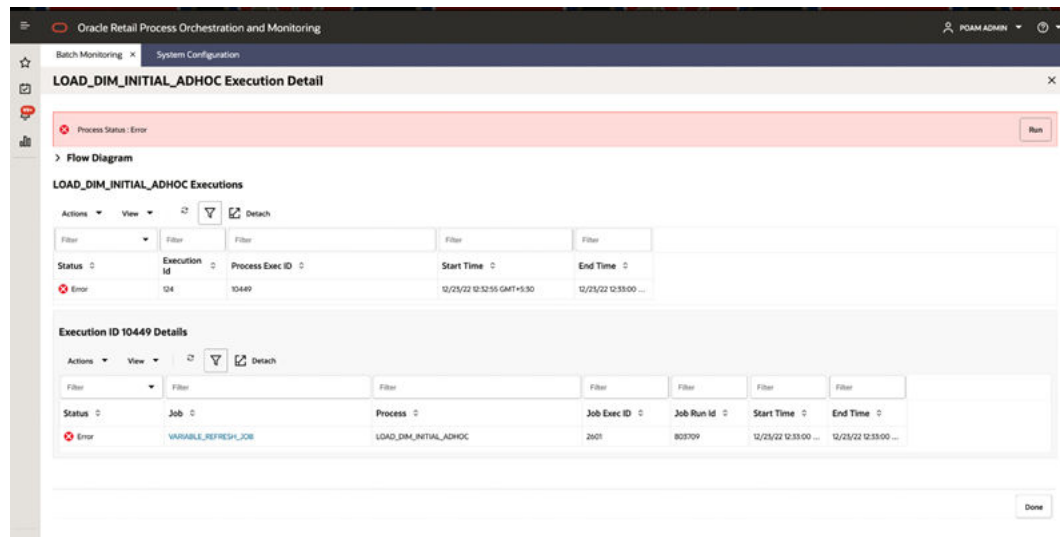 Oracle Retail Process Orchestration and Monitoring
POAM ADMIN
Batch Monitoring ×
System Configuration
LOAD_DIM_INITIAL_ADHOC Execution Detail
Process Status : Error
Run
Flow Diagram
LOAD_DIM_INITIAL_ADHOC Executions
Actions View Detach
Filter Filter Filter Filter Filter
Status Execution Id Process Exec ID Start Time End Time
Error 124 10449 12/23/22 12:32:55 GMT+5:30 12/23/22 12:33:00 ...
Execution ID 10449 Details
Actions View Detach
Filter Filter Filter Filter Filter Filter Filter
Status Job Process Job Exec ID Job Run Id Start Time End Time
Error VARIABLE_REFRESH_JOB LOAD_DIM_INITIAL_ADHOC 2601 803709 12/23/22 12:33:00 ... 12/23/22 12:33:00 ...
Done